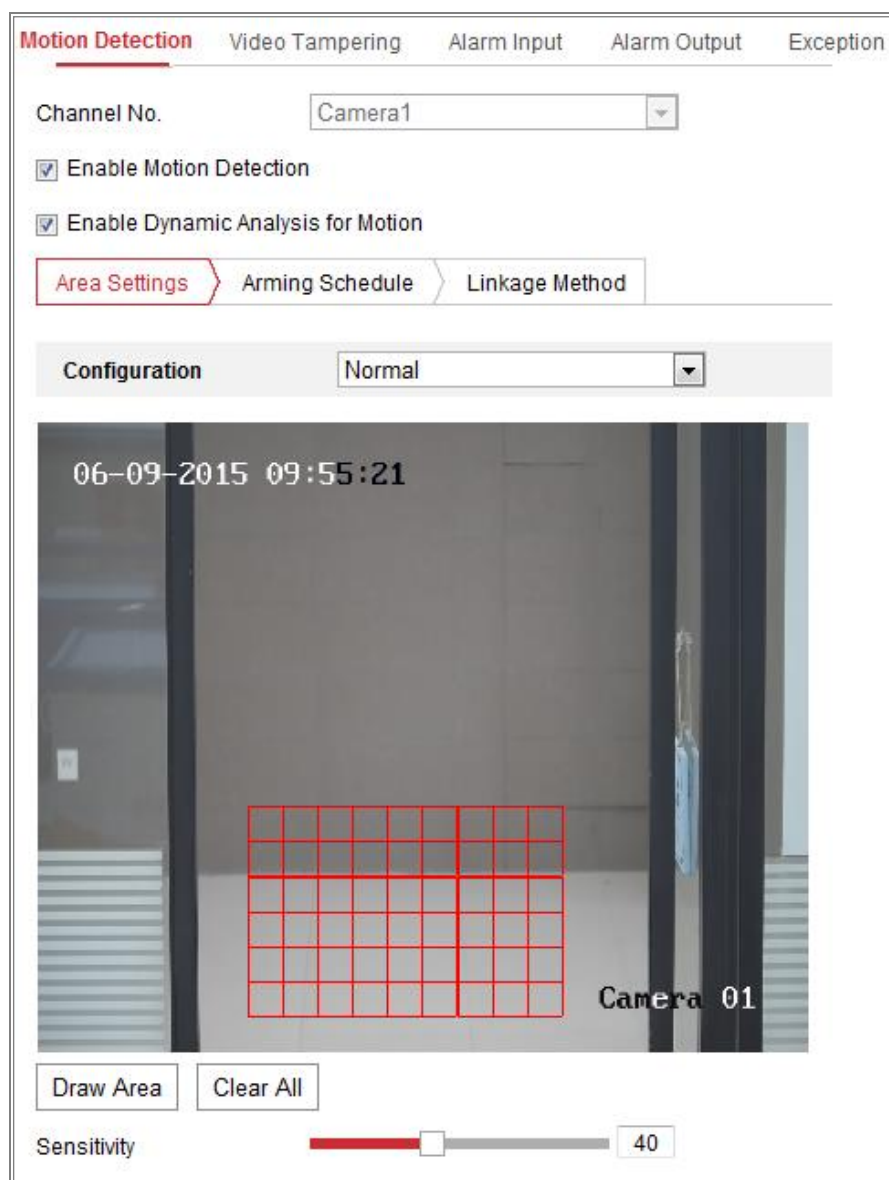 Motion Detection Video Tampering Alarm Input Alarm Output Exception
Channel No. Camera1
Enable Motion Detection
Enable Dynamic Analysis for Motion
Area Settings Arming Schedule Linkage Method
Configuration Normal
06-09-2015 09:55:21
Camera 01
Draw Area Clear All
Sensitivity 40